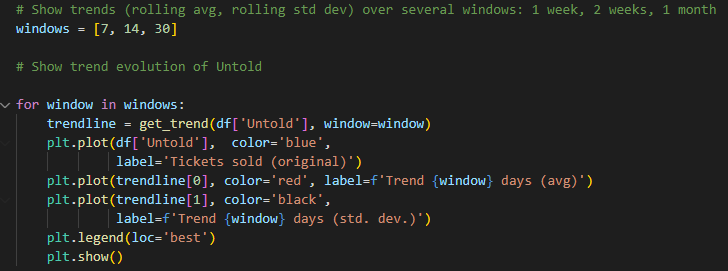 # Show trends (rolling avg, rolling std dev) over several windows: 1 week, 2 weeks, 1 month
windows = [7, 14, 30]
# Show trend evolution of Untold
for window in windows:
trendline = get_trend(df['Untold'], window=window)
plt.plot(df['Untold'],  color='blue',
label='Tickets sold (original)')
plt.plot(trendline[0], color='red', label=f'Trend {window} days (avg)')
plt.plot(trendline[1], color='black',
label=f'Trend {window} days (std. dev.)')
plt.legend(loc='best')
plt.show()